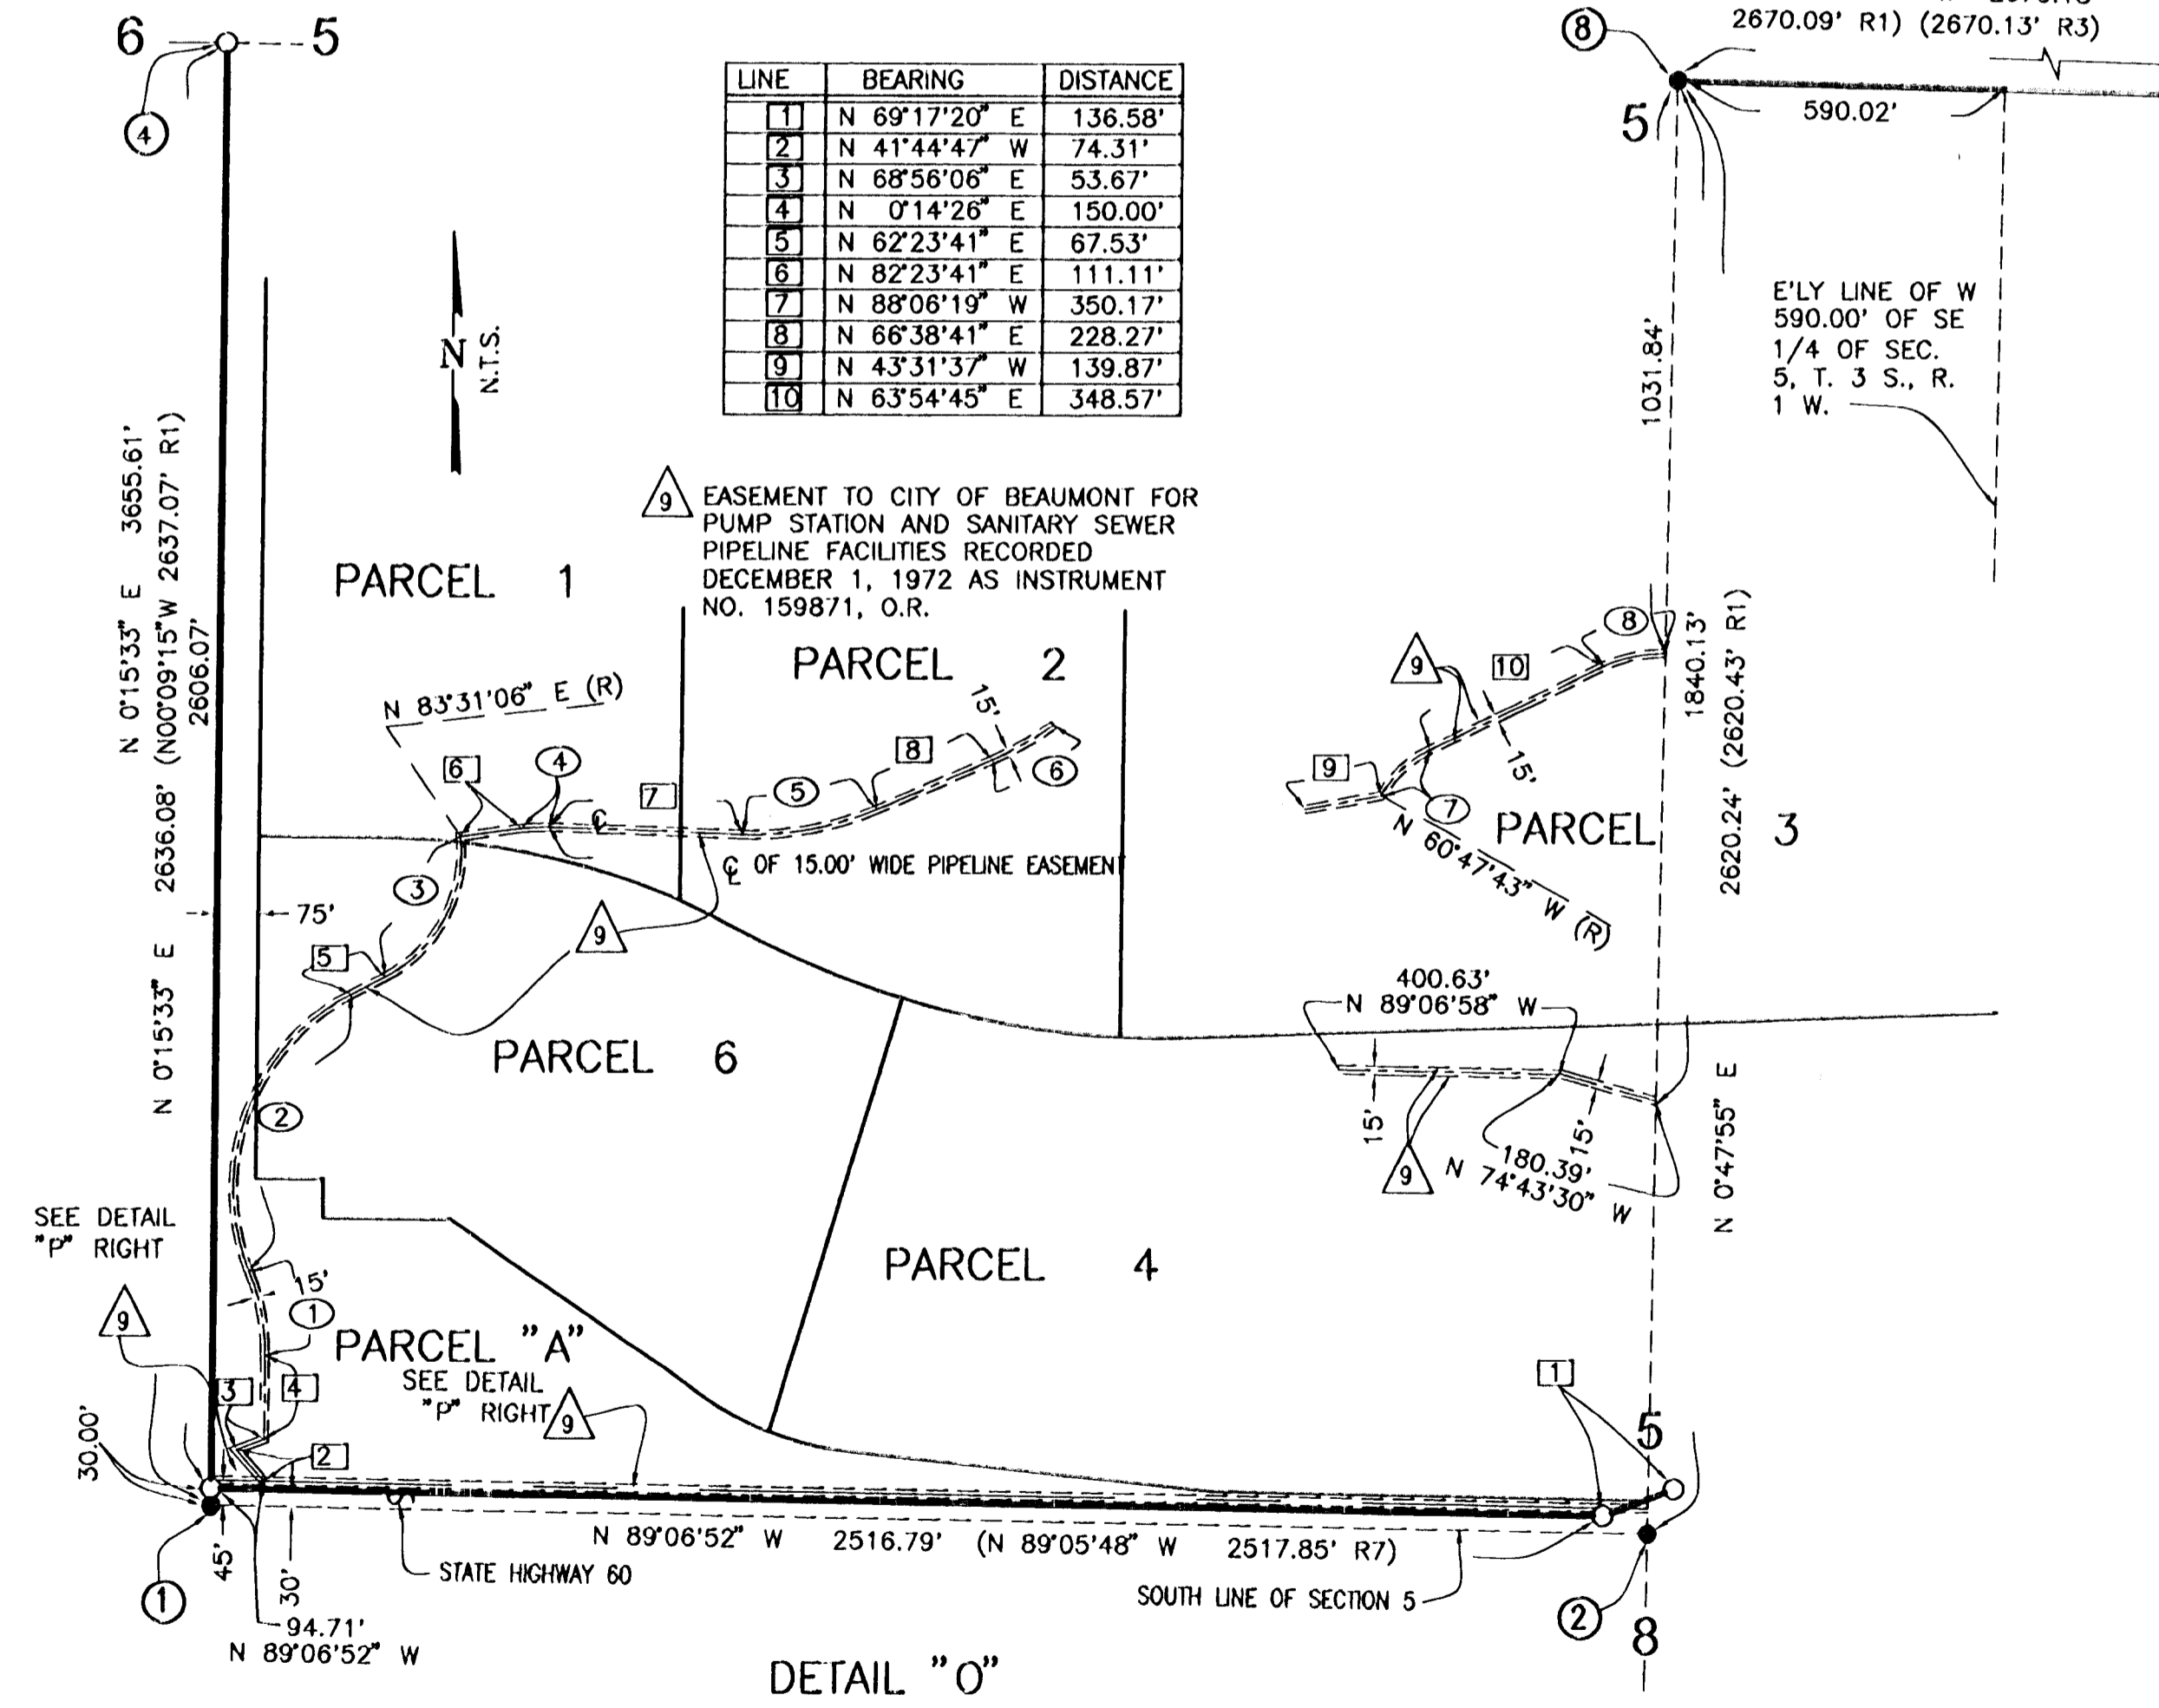 6 5
4
8
2670.09' R1) (2670.13' R3)
590.02'
5
LINE BEARING DISTANCE
1 N 69°17'20" E 136.58'
2 N 41°44'47" W 74.31'
3 N 68°56'06" E 53.67'
4 N 0°14'26" E 150.00'
5 N 62°23'41" E 67.53'
6 N 82°23'41" E 111.11'
7 N 88°06'19" W 350.17'
8 N 66°38'41" E 228.27'
9 N 43°31'37" W 139.87'
10 N 63°54'45" E 348.57'
N
N.T.S.
E'LY LINE OF W
590.00' OF SE
1/4 OF SEC.
5, T. 3 S., R.
1 W.
1031.84'
9 EASEMENT TO CITY OF BEAUMONT FOR
PUMP STATION AND SANITARY SEWER
PIPELINE FACILITIES RECORDED
DECEMBER 1, 1972 AS INSTRUMENT
NO. 159871, O.R.
N 0°15'33" E 3655.61'
N 0°15'33" E 2636.08' (N00°09'15"W 2637.07' R1)
2606.07'
PARCEL 1
PARCEL 2
N 83°31'06" E (R)
15'
6
4
7
5
8
6
℄
℄ OF 15.00' WIDE PIPELINE EASEMENT
8
9
10
15'
9
7
N 60°47'43" W (R)
PARCEL 3
1840.13'
2620.24' (2620.43' R1)
N 0°47'55" E
3
75'
9
5
PARCEL 6
2
400.63'
N 89°06'58" W
15'
15'
9
180.39'
N 74°43'30" W
SEE DETAIL
"P" RIGHT
9
15'
1
PARCEL "A"
SEE DETAIL
"P" RIGHT
9
PARCEL 4
3
4
2
30.00'
1
5
N 89°06'52" W 2516.79' (N 89°05'48" W 2517.85' R7)
45'
30'
STATE HIGHWAY 60
SOUTH LINE OF SECTION 5
1
2
8
94.71'
N 89°06'52" W
DETAIL "O"